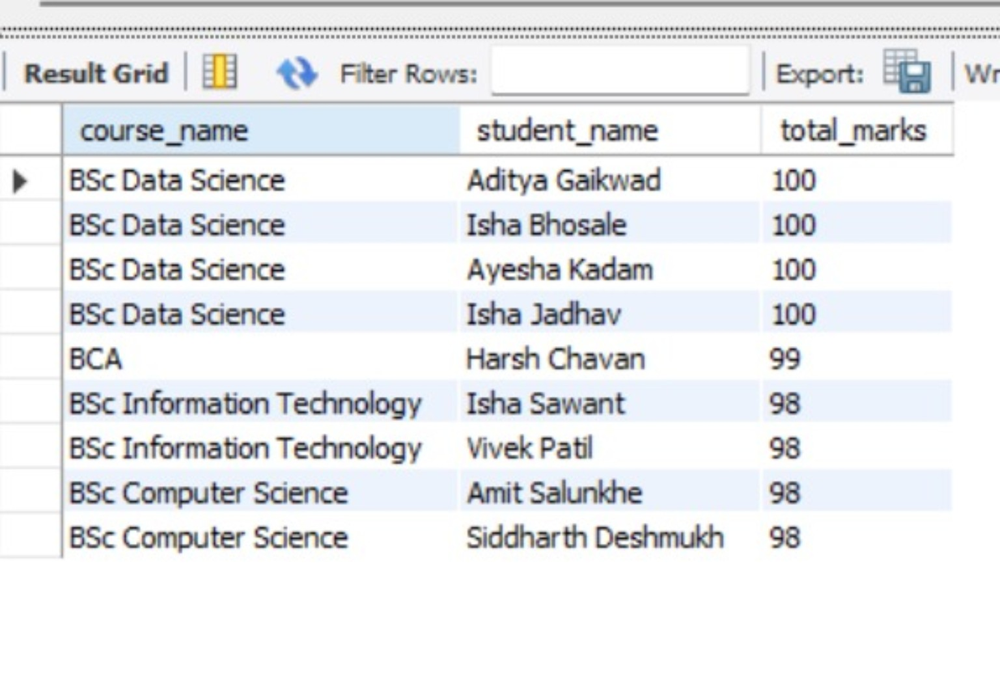 Result Grid Filter Rows: Export: Wr
course_name student_name total_marks
BSc Data Science Aditya Gaikwad 100
BSc Data Science Isha Bhosale 100
BSc Data Science Ayesha Kadam 100
BSc Data Science Isha Jadhav 100
BCA Harsh Chavan 99
BSc Information Technology Isha Sawant 98
BSc Information Technology Vivek Patil 98
BSc Computer Science Amit Salunkhe 98
BSc Computer Science Siddharth Deshmukh 98